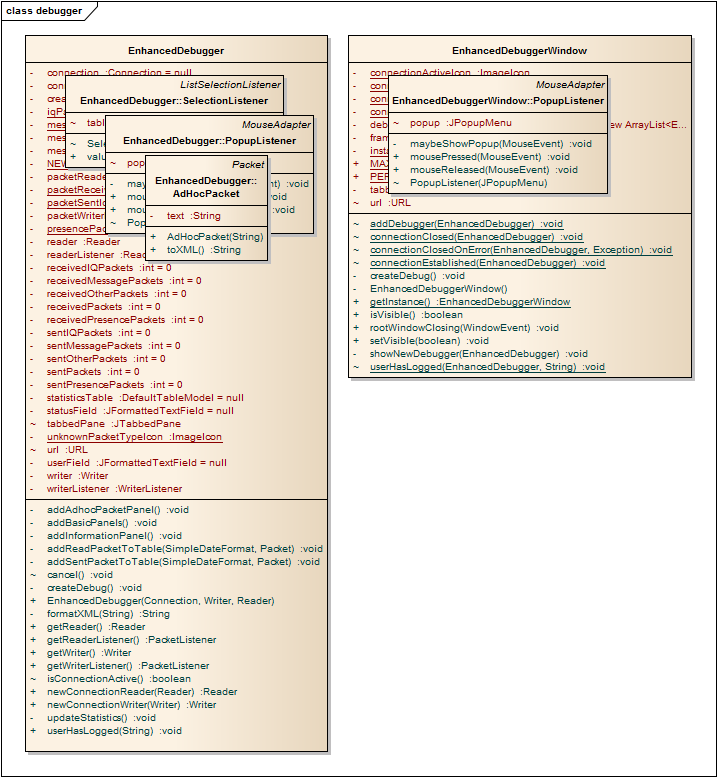 class debugger
EnhancedDebugger
- connection :Connection = null
- con
- crea
- iqPa
- mes
- mes
- mes
- NEW
- packetReade
- packetRecei
- packetSentIc
- packetWriter
- presencePac
- reader :Reader
- readerListener :Read
- receivedIQPackets :int = 0
- receivedMessagePackets :int = 0
- receivedOtherPackets :int = 0
- receivedPackets :int = 0
- receivedPresencePackets :int = 0
- sentIQPackets :int = 0
- sentMessagePackets :int = 0
- sentOtherPackets :int = 0
- sentPackets :int = 0
- sentPresencePackets :int = 0
- statisticsTable :DefaultTableModel = null
- statusField :JFormattedTextField = null
~ tabbedPane :JTabbedPane
- unknownPacketTypeIcon :ImageIcon
~ url :URL
- userField :JFormattedTextField = null
- writer :Writer
- writerListener :WriterListener
- addAdhocPacketPanel() :void
- addBasicPanels() :void
- addInformationPanel() :void
- addReadPacketToTable(SimpleDateFormat, Packet) :void
- addSentPacketToTable(SimpleDateFormat, Packet) :void
~ cancel() :void
- createDebug() :void
+ EnhancedDebugger(Connection, Writer, Reader)
- formatXML(String) :String
+ getReader() :Reader
+ getReaderListener() :PacketListener
+ getWriter() :Writer
+ getWriterListener() :PacketListener
~ isConnectionActive() :boolean
+ newConnectionReader(Reader) :Reader
+ newConnectionWriter(Writer) :Writer
- updateStatistics() :void
+ userHasLogged(String) :void
ListSelectionListener
EnhancedDebugger::SelectionListener
~ tabl
~ Sele
+ valu
MouseAdapter
EnhancedDebugger::PopupListener
~ pop
- may ent) :void
+ mou :void
+ mou ) :void
~ Pop
Packet
EnhancedDebugger::
AdHocPacket
- text :String
+ AdHocPacket(String)
+ toXML() :String
EnhancedDebuggerWindow
- connectionActiveIcon :ImageIcon
- con
- con
- con
- deb ew ArrayList<E...
- fram
- insta
+ MAX
+ PER
- tabb
~ url :URL
~ addDebugger(EnhancedDebugger) :void
~ connectionClosed(EnhancedDebugger) :void
~ connectionClosedOnError(EnhancedDebugger, Exception) :void
~ connectionEstablished(EnhancedDebugger) :void
- createDebug() :void
- EnhancedDebuggerWindow()
+ getInstance() :EnhancedDebuggerWindow
+ isVisible() :boolean
+ rootWindowClosing(WindowEvent) :void
+ setVisible(boolean) :void
- showNewDebugger(EnhancedDebugger) :void
~ userHasLogged(EnhancedDebugger, String) :void
MouseAdapter
EnhancedDebuggerWindow::PopupListener
~ popup :JPopupMenu
- maybeShowPopup(MouseEvent) :void
+ mousePressed(MouseEvent) :void
+ mouseReleased(MouseEvent) :void
~ PopupListener(JPopupMenu)